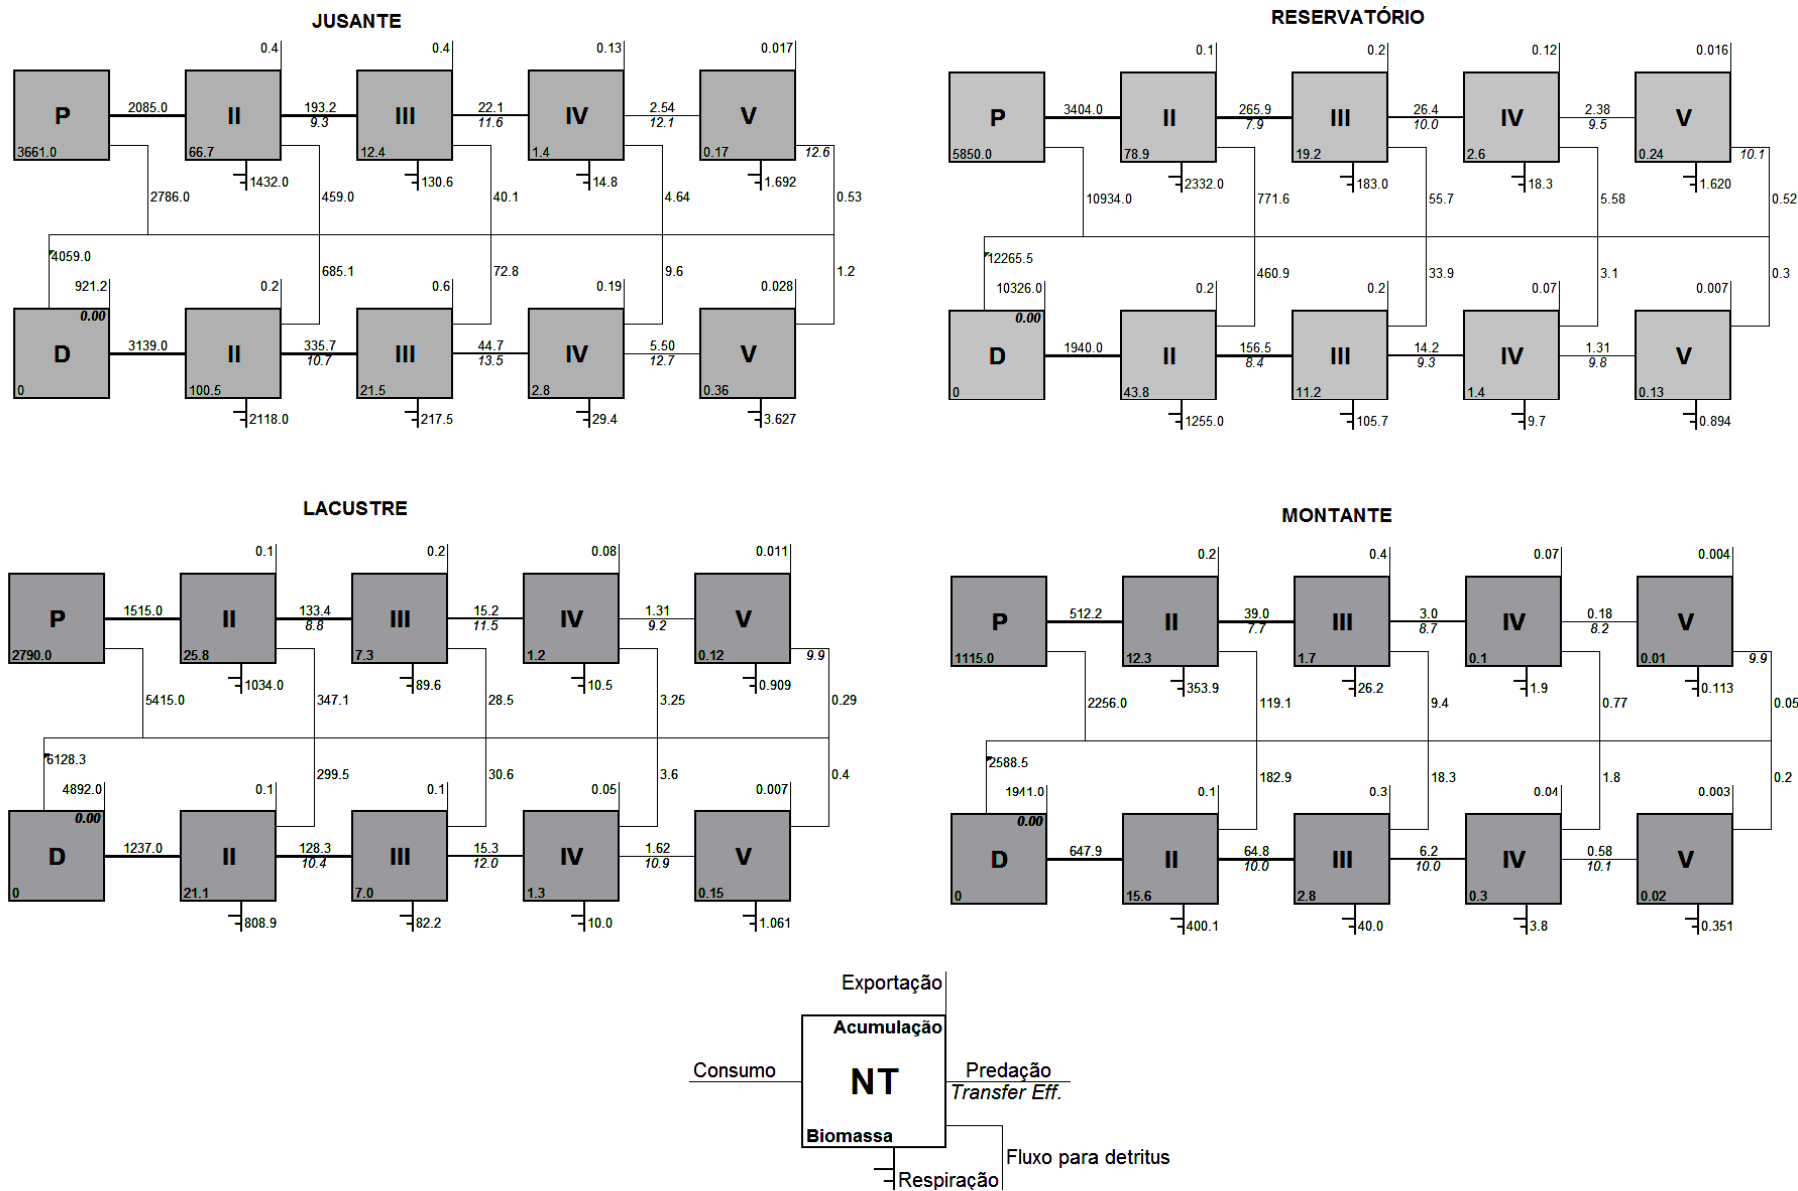 JUSANTE
0.4 0.4 0.13 0.017
P 2085.0 II 193.2 III 22.1 IV 2.54 V
9.3 11.6 12.1
3661.0 66.7 12.4 1.4 0.17 12.6
1432.0 130.6 14.8 1.692
2786.0 459.0 40.1 4.64 0.53
4059.0 685.1 72.8 9.6 1.2
921.2 0.2 0.6 0.19 0.028
0.00
D 3139.0 II 335.7 III 44.7 IV 5.50 V
10.7 13.5 12.7
0 100.5 21.5 2.8 0.36
2118.0 217.5 29.4 3.627
RESERVATÓRIO
0.1 0.2 0.12 0.016
P 3404.0 II 265.9 III 26.4 IV 2.38 V
7.9 10.0 9.5
5850.0 78.9 19.2 2.6 0.24 10.1
2332.0 183.0 18.3 1.620
10934.0 771.6 55.7 5.58 0.52
12265.5 460.9 33.9 3.1 0.3
10326.0 0.2 0.2 0.07 0.007
0.00
D 1940.0 II 156.5 III 14.2 IV 1.31 V
8.4 9.3 9.8
0 43.8 11.2 1.4 0.13
1255.0 105.7 9.7 0.894
LACUSTRE
0.1 0.2 0.08 0.011
P 1515.0 II 133.4 III 15.2 IV 1.31 V
8.8 11.5 9.2
2790.0 25.8 7.3 1.2 0.12 9.9
1034.0 89.6 10.5 0.909
5415.0 347.1 28.5 3.25 0.29
6128.3 299.5 30.6 3.6 0.4
4892.0 0.1 0.1 0.05 0.007
0.00
D 1237.0 II 128.3 III 15.3 IV 1.62 V
10.4 12.0 10.9
0 21.1 7.0 1.3 0.15
808.9 82.2 10.0 1.061
MONTANTE
0.2 0.4 0.07 0.004
P 512.2 II 39.0 III 3.0 IV 0.18 V
7.7 8.7 8.2
1115.0 12.3 1.7 0.1 0.01 9.9
353.9 26.2 1.9 0.113
2256.0 119.1 9.4 0.77 0.05
2588.5 182.9 18.3 1.8 0.2
1941.0 0.1 0.3 0.04 0.003
0.00
D 647.9 II 64.8 III 6.2 IV 0.58 V
10.0 10.0 10.1
0 15.6 2.8 0.3 0.02
400.1 40.0 3.8 0.351
Exportação
Acumulação
Consumo NT Predação
Transfer Eff.
Biomassa
Fluxo para detritus
Respiração